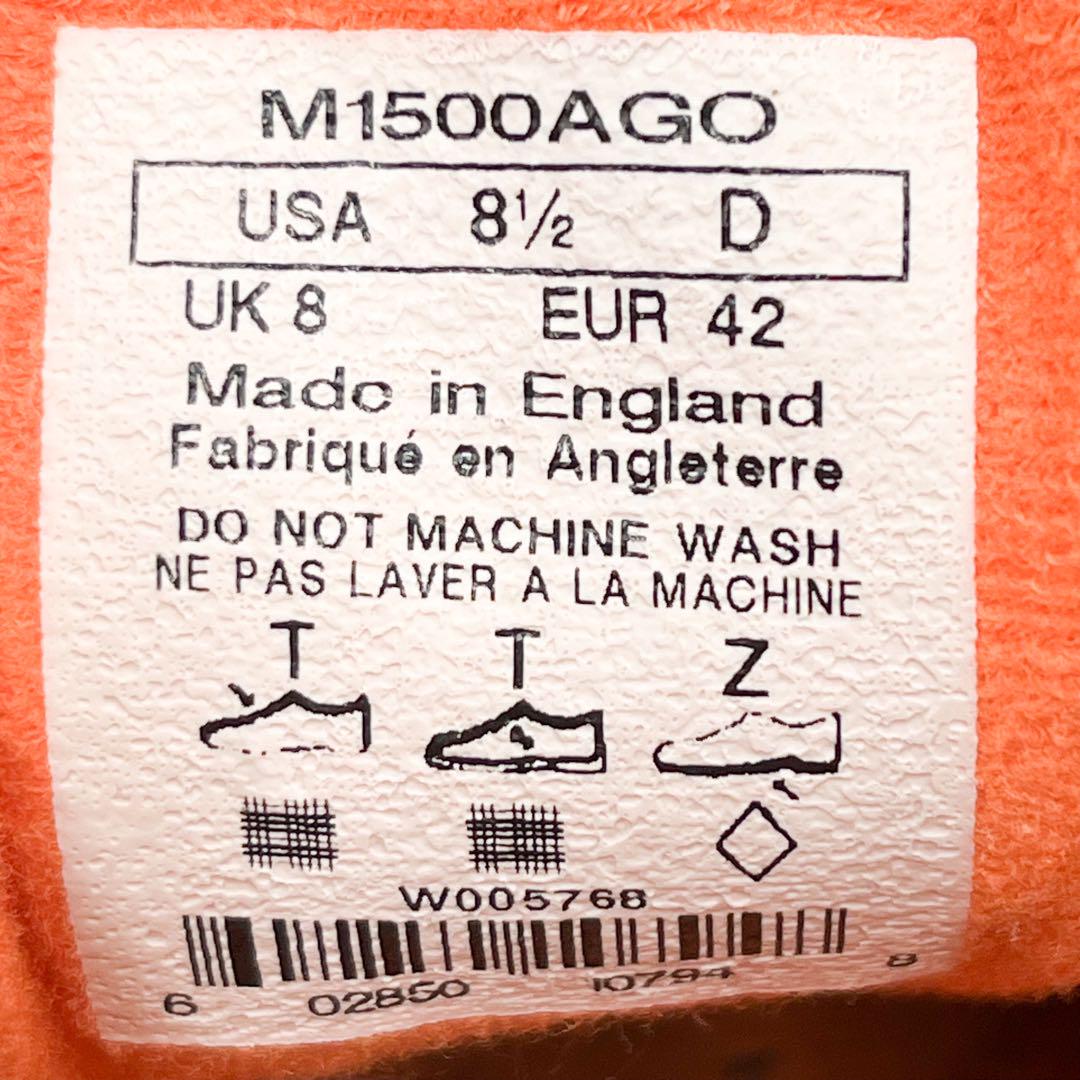 M1500AGO
USA 8½ D
UK 8 EUR 42
Made in England
Fabriqué en Angleterre
DO NOT MACHINE WASH
NE PAS LAVER A LA MACHINE
T T Z
W005768
6 02850 10794 8